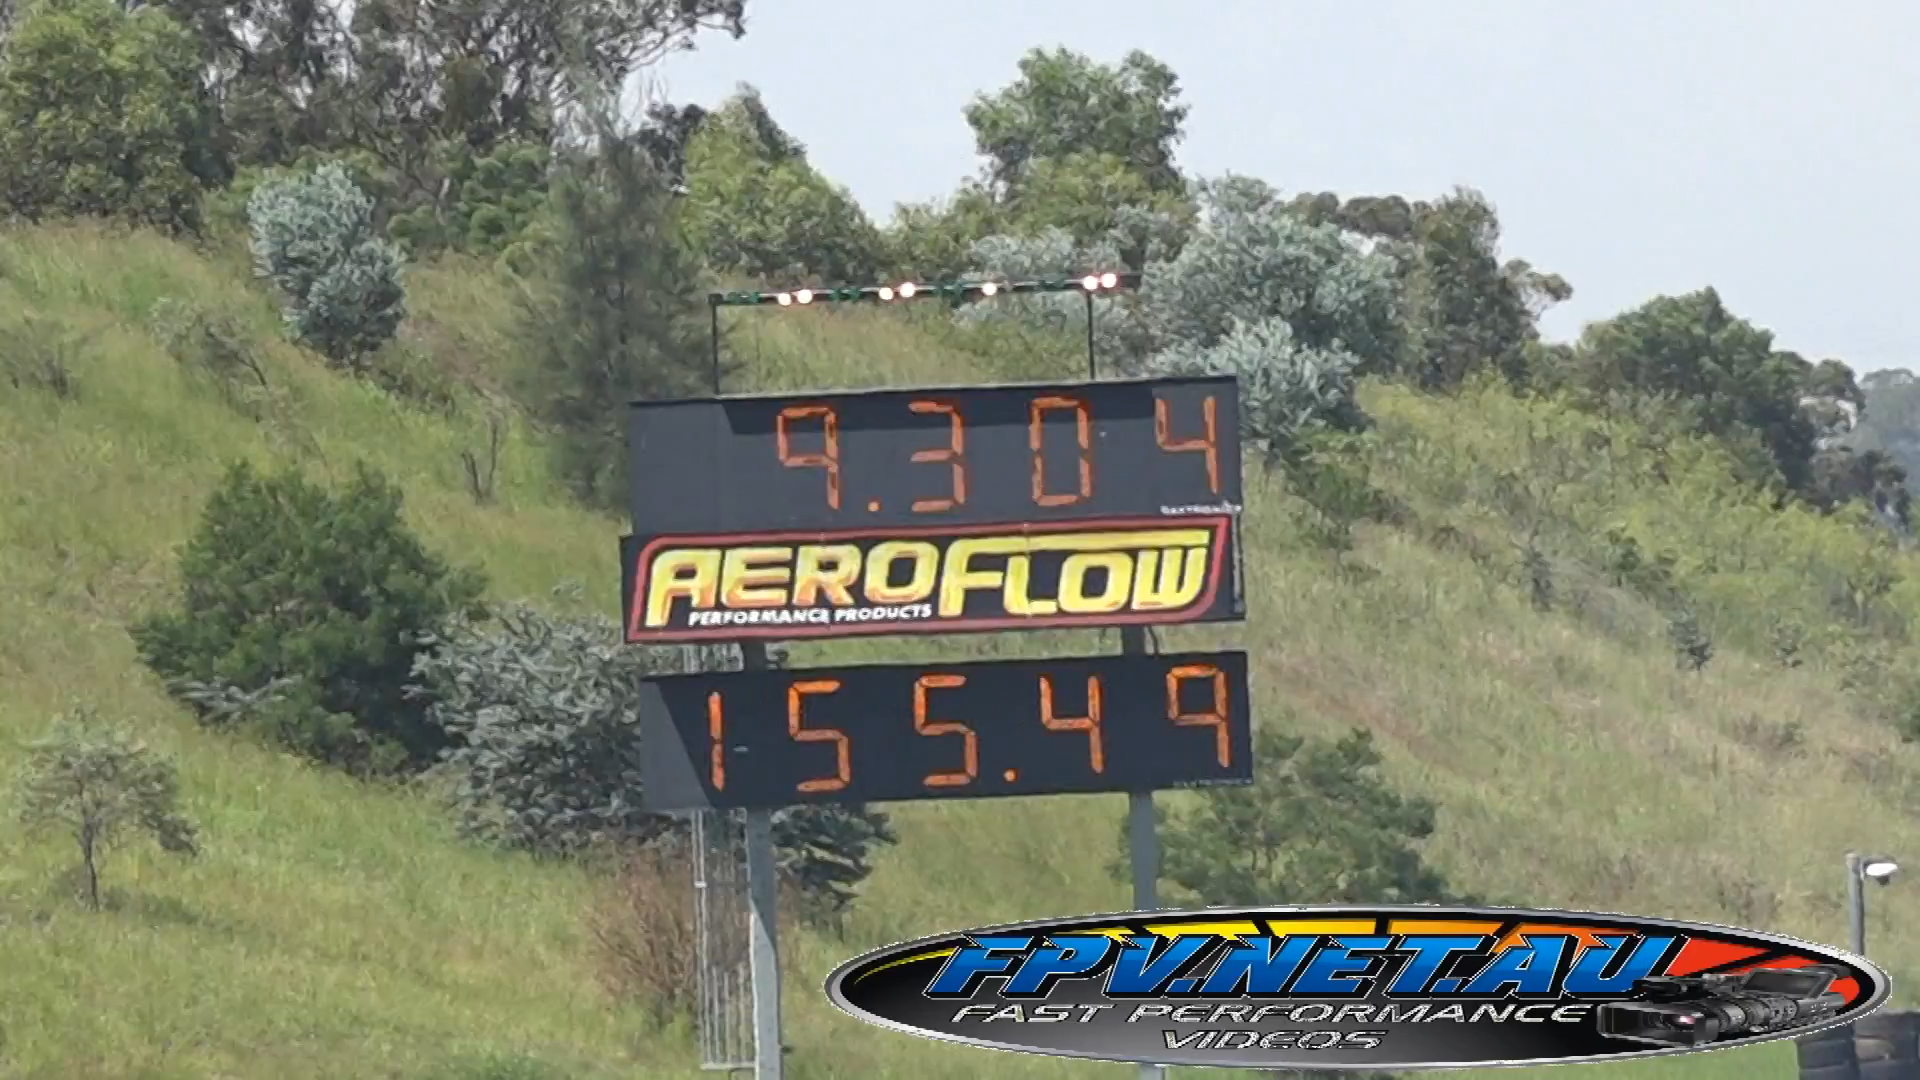 9.304
AEROFLOW
PERFORMANCE PRODUCTS
155.49
FPV.NET.AU
FAST PERFORMANCE
VIDEOS